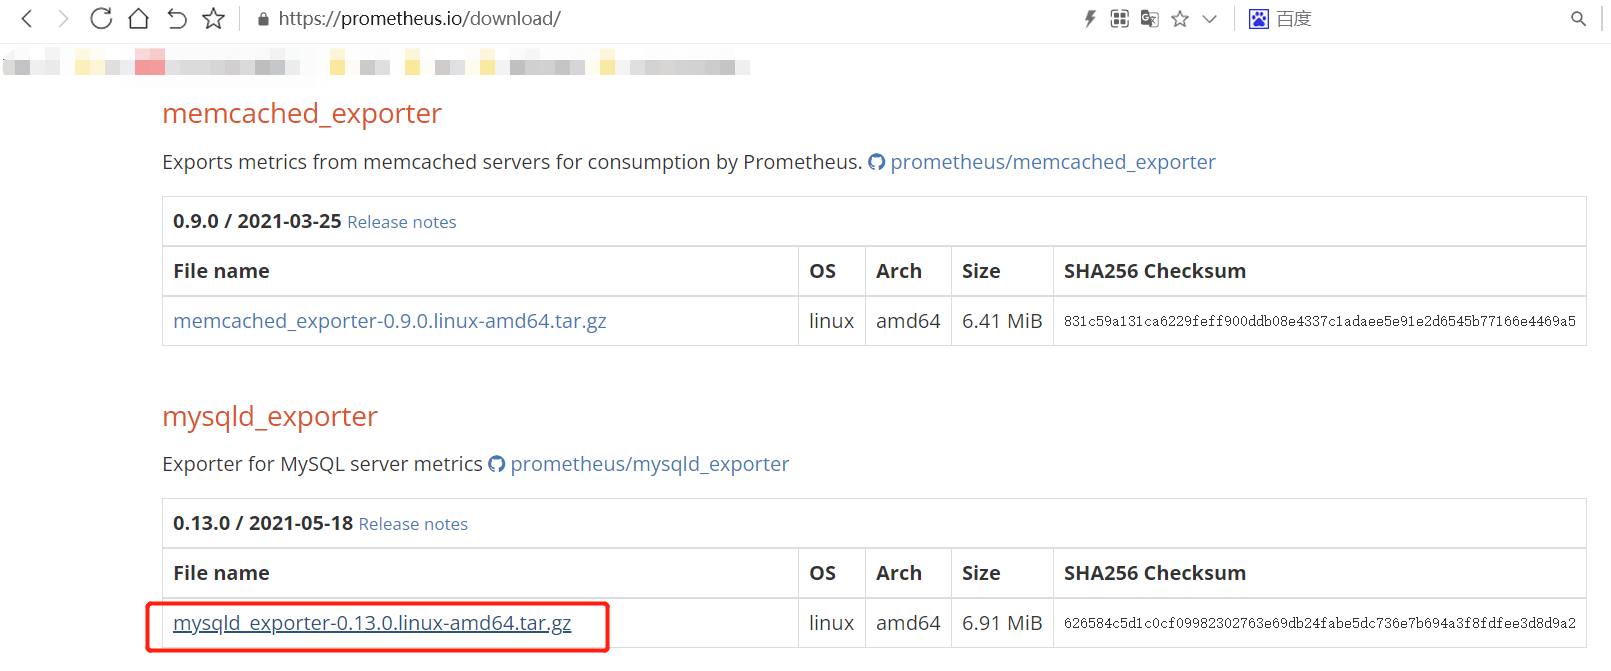 https://prometheus.io/download/ 百度
memcached_exporter
Exports metrics from memcached servers for consumption by Prometheus. prometheus/memcached_exporter
0.9.0 / 2021-03-25 Release notes
File name OS Arch Size SHA256 Checksum
memcached_exporter-0.9.0.linux-amd64.tar.gz linux amd64 6.41 MiB 831c59a131ca6229feff900ddb08e4337c1adaee5e91e2d6545b77166e4469a5
mysqld_exporter
Exporter for MySQL server metrics prometheus/mysqld_exporter
0.13.0 / 2021-05-18 Release notes
File name OS Arch Size SHA256 Checksum
mysqld_exporter-0.13.0.linux-amd64.tar.gz linux amd64 6.91 MiB 626584c5d1c0cf09982302763e69db24fabe5dc736e7b694a3f8fdfee3d8d9a2